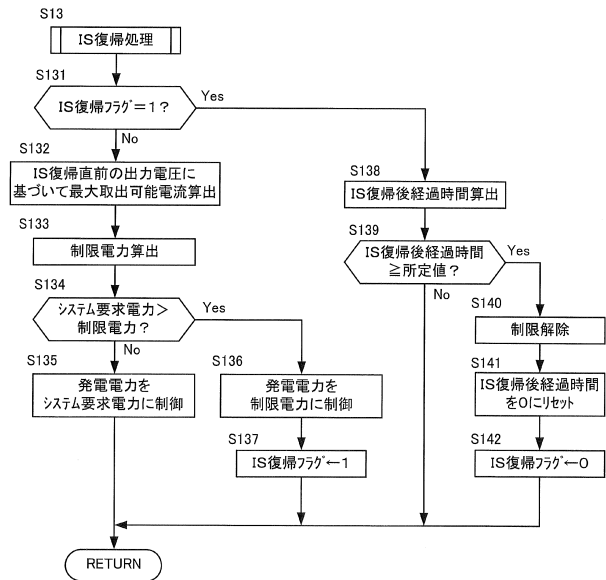 S13
IS復帰処理
S131
IS復帰フラグ=1?
Yes
No
S132
IS復帰直前の出力電圧に
基づいて最大取出可能電流算出
S133
制限電力算出
S134
システム要求電力>
制限電力?
Yes
No
S135
発電電力を
システム要求電力に制御
S136
発電電力を
制限電力に制御
S137
IS復帰フラグ←1
S138
IS復帰後経過時間算出
S139
IS復帰後経過時間
≧所定値?
Yes
No
S140
制限解除
S141
IS復帰後経過時間
を0にリセット
S142
IS復帰フラグ←0
RETURN